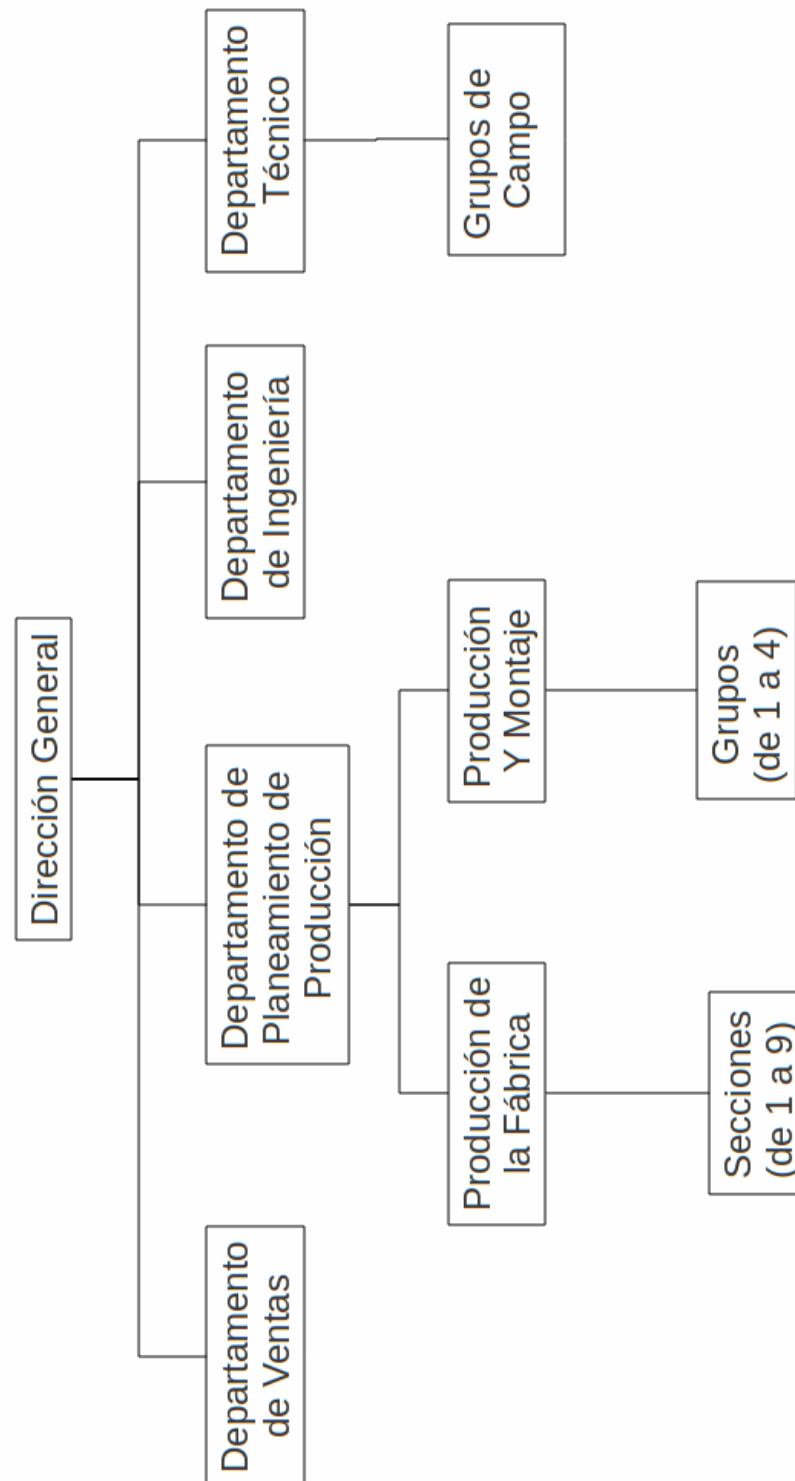 Dirección General
Departamento
de Ventas
Departamento de
Planeamiento de
Producción
Departamento
de Ingeniería
Departamento
Técnico
Producción de
la Fábrica
Producción
Y Montaje
Grupos de
Campo
Secciones
(de 1 a 9)
Grupos
(de 1 a 4)